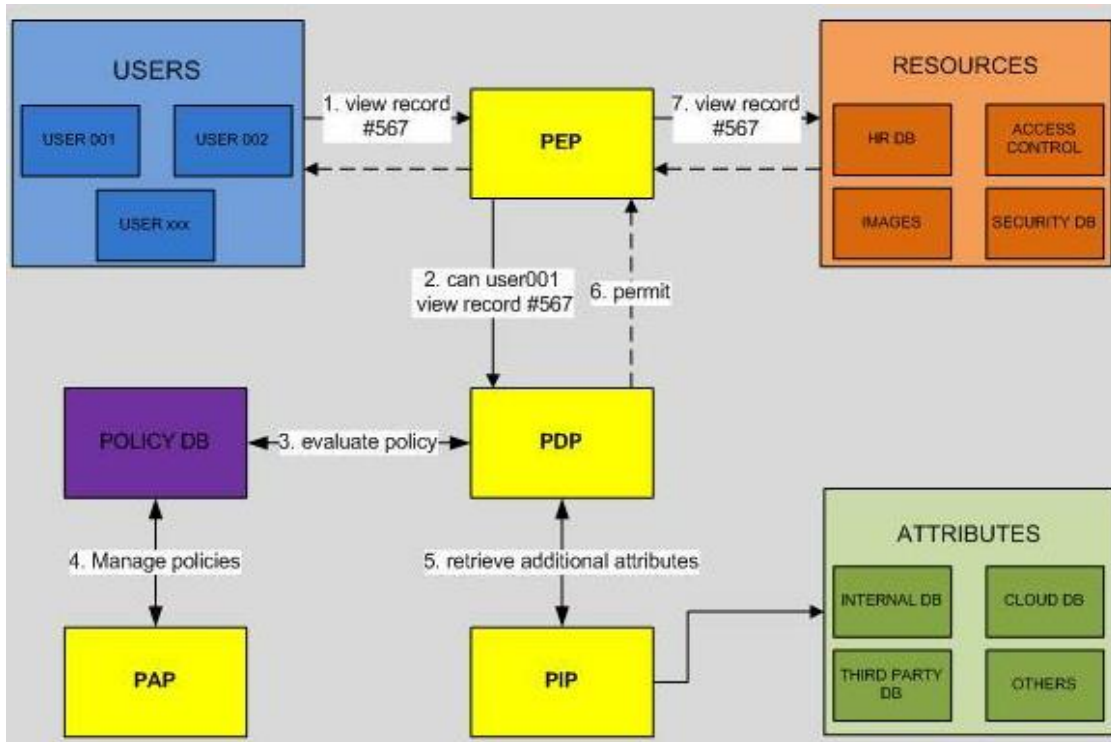 USERS
USER 001
USER 002
USER xxx
1. view record
#567
PEP
7. view record
#567
RESOURCES
HR DB
ACCESS
CONTROL
IMAGES
SECURITY DB
2. can user001
view record #567
6. permit
POLICY DB
3. evaluate policy
PDP
4. Manage policies
5. retrieve additional attributes
PAP
PIP
ATTRIBUTES
INTERNAL DB
CLOUD DB
THIRD PARTY
DB
OTHERS